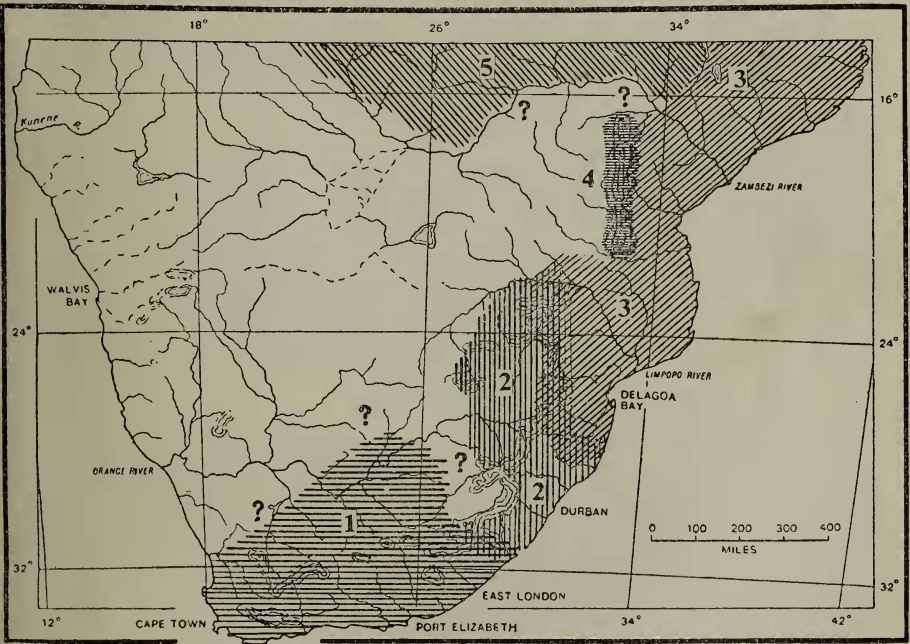 18° 26° 34°
5
3
16°
?
?
Kunene R.
4
ZAMBEZI RIVER
WALVIS
BAY
3
24° 24°
2
LIMPOPO RIVER
DELAGOA
BAY
?
?
ORANGE RIVER
2
?
1
DURBAN
0 100 200 300 400
MILES
32° 32°
EAST LONDON
12° CAPE TOWN PORT ELIZABETH 34° 42°